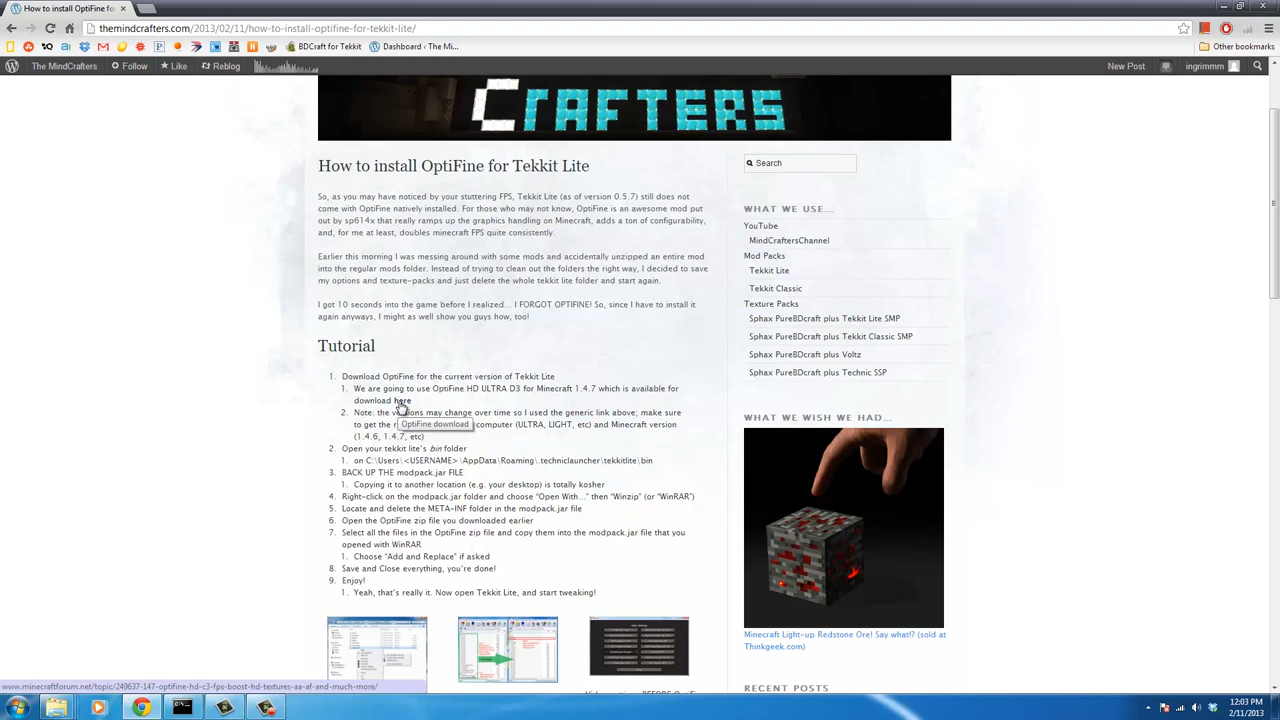 How to install OptiFine for
themindcrafters.com/2013/02/11/how-to-install-optifine-for-tekkit-lite/
BDCraft for Tekkit
Dashboard ‹ The Mi...
Other bookmarks
The MindCrafters
Follow
Like
Reblog
New Post
ingrimmm
CRAFTERS
How to install OptiFine for Tekkit Lite
So, as you may have noticed by your stuttering FPS, Tekkit Lite (as of version 0.5.7) still does not
come with OptiFine natively installed. For those who may not know, OptiFine is an awesome mod put
out by sp614x that really ramps up the graphics handling on Minecraft, adds a ton of configurability,
and, for me at least, doubles minecraft FPS quite consistently.
Earlier this morning I was messing around with some mods and accidentally unzipped an entire mod
into the regular mods folder. Instead of trying to clean out the folders the right way, I decided to save
my options and texture-packs and just delete the whole tekkit lite folder and start again.
I got 10 seconds into the game before I realized... I FORGOT OPTIFINE! So, since I have to install it
again anyways, I might as well show you guys how, too!
Tutorial
1. Download OptiFine for the current version of Tekkit Lite
1. We are going to use OptiFine HD ULTRA D3 for Minecraft 1.4.7 which is available for
download here
2. Note: the versions may change over time so I used the generic link above; make sure
to get the computer (ULTRA, LIGHT, etc) and Minecraft version
OptiFine download
(1.4.6, 1.4.7, etc)
2. Open your tekkit lite's bin folder
1. on C:\Users\<USERNAME>\AppData\Roaming\.techniclauncher\tekkitlite\bin
3. BACK UP THE modpack.jar FILE
1. Copying it to another location (e.g. your desktop) is totally kosher
4. Right-click on the modpack.jar folder and choose "Open With..." then "Winzip" (or "WinRAR")
5. Locate and delete the META-INF folder in the modpack.jar file
6. Open the OptiFine zip file you downloaded earlier
7. Select all the files in the OptiFine zip file and copy them into the modpack.jar file that you
opened with WinRAR
1. Choose "Add and Replace" if asked
8. Save and Close everything, you're done!
9. Enjoy!
1. Yeah, that's really it. Now open Tekkit Lite, and start tweaking!
Search
WHAT WE USE...
YouTube
MindCraftersChannel
Mod Packs
Tekkit Lite
Tekkit Classic
Texture Packs
Sphax PureBDcraft plus Tekkit Lite SMP
Sphax PureBDcraft plus Tekkit Classic SMP
Sphax PureBDcraft plus Voltz
Sphax PureBDcraft plus Technic SSP
WHAT WE WISH WE HAD...
Minecraft Light-up Redstone Ore! Say what!? (sold at
Thinkgeek.com)
RECENT POSTS
www.minecraftforum.net/topic/249637-147-optifine-hd-c3-fps-boost-hd-textures-aa-af-and-much-more/
12:03 PM
2/11/2013